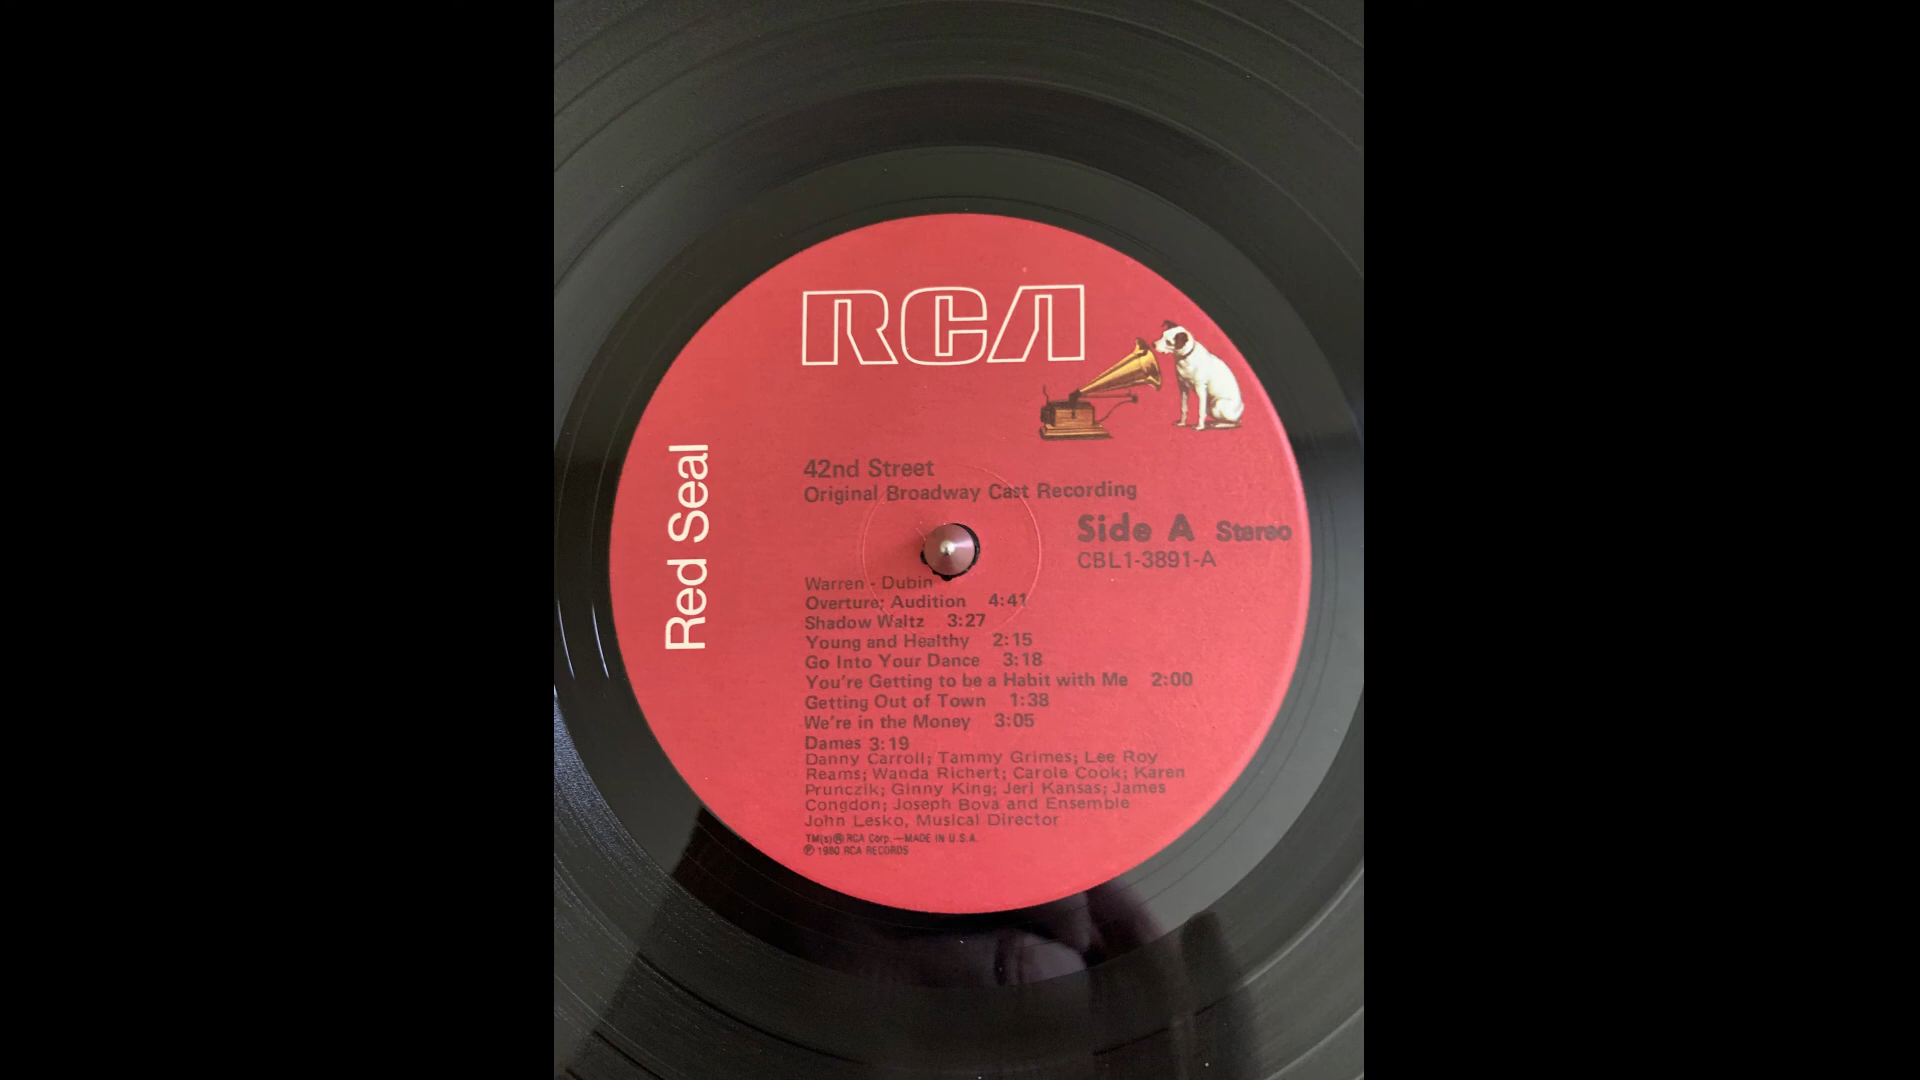 RCA
Red Seal
42nd Street
Original Broadway Cast Recording
Side A Stereo
CBL1-3891-A
Warren - Dubin
Overture; Audition 4:41
Shadow Waltz 3:27
Young and Healthy 2:15
Go Into Your Dance 3:18
You're Getting to be a Habit with Me 2:00
Getting Out of Town 1:38
We're in the Money 3:05
Dames 3:19
Danny Carroll; Tammy Grimes; Lee Roy
Reams; Wanda Richert; Carole Cook; Karen
Prunczik; Ginny King; Jeri Kansas; James
Congdon; Joseph Bova and Ensemble
John Lesko, Musical Director
TM(s)® RCA Corp.—MADE IN U.S.A.
℗ 1980 RCA RECORDS